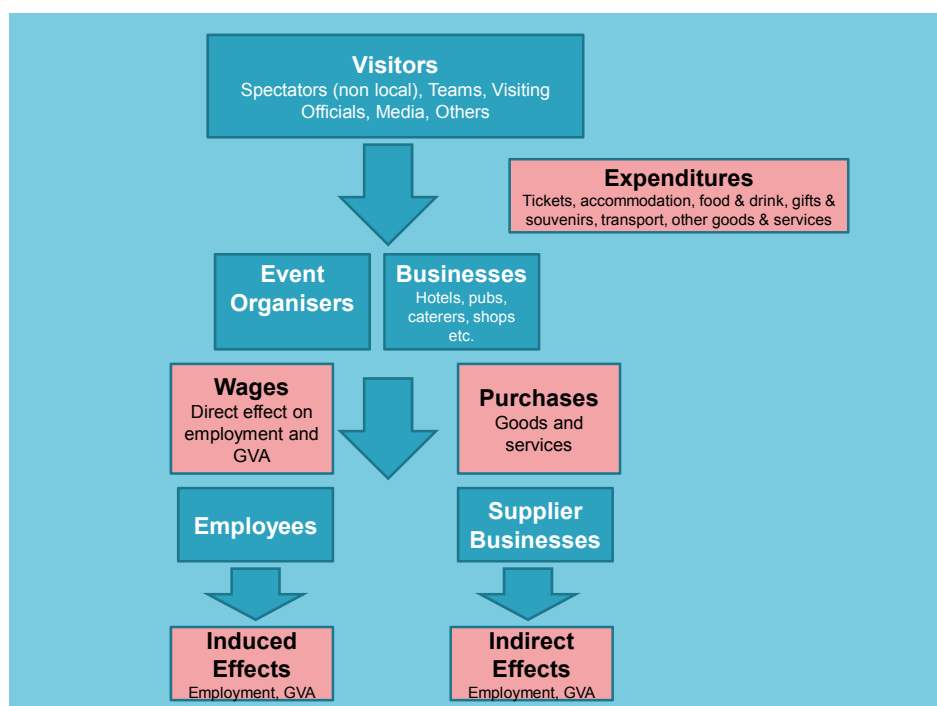 Visitors
Spectators (non local), Teams, Visiting
Officials, Media, Others
Expenditures
Tickets, accommodation, food & drink, gifts &
souvenirs, transport, other goods & services
Event
Organisers
Businesses
Hotels, pubs,
caterers, shops
etc.
Wages
Direct effect on
employment and
GVA
Purchases
Goods and
services
Employees
Supplier
Businesses
Induced
Effects
Employment, GVA
Indirect
Effects
Employment, GVA